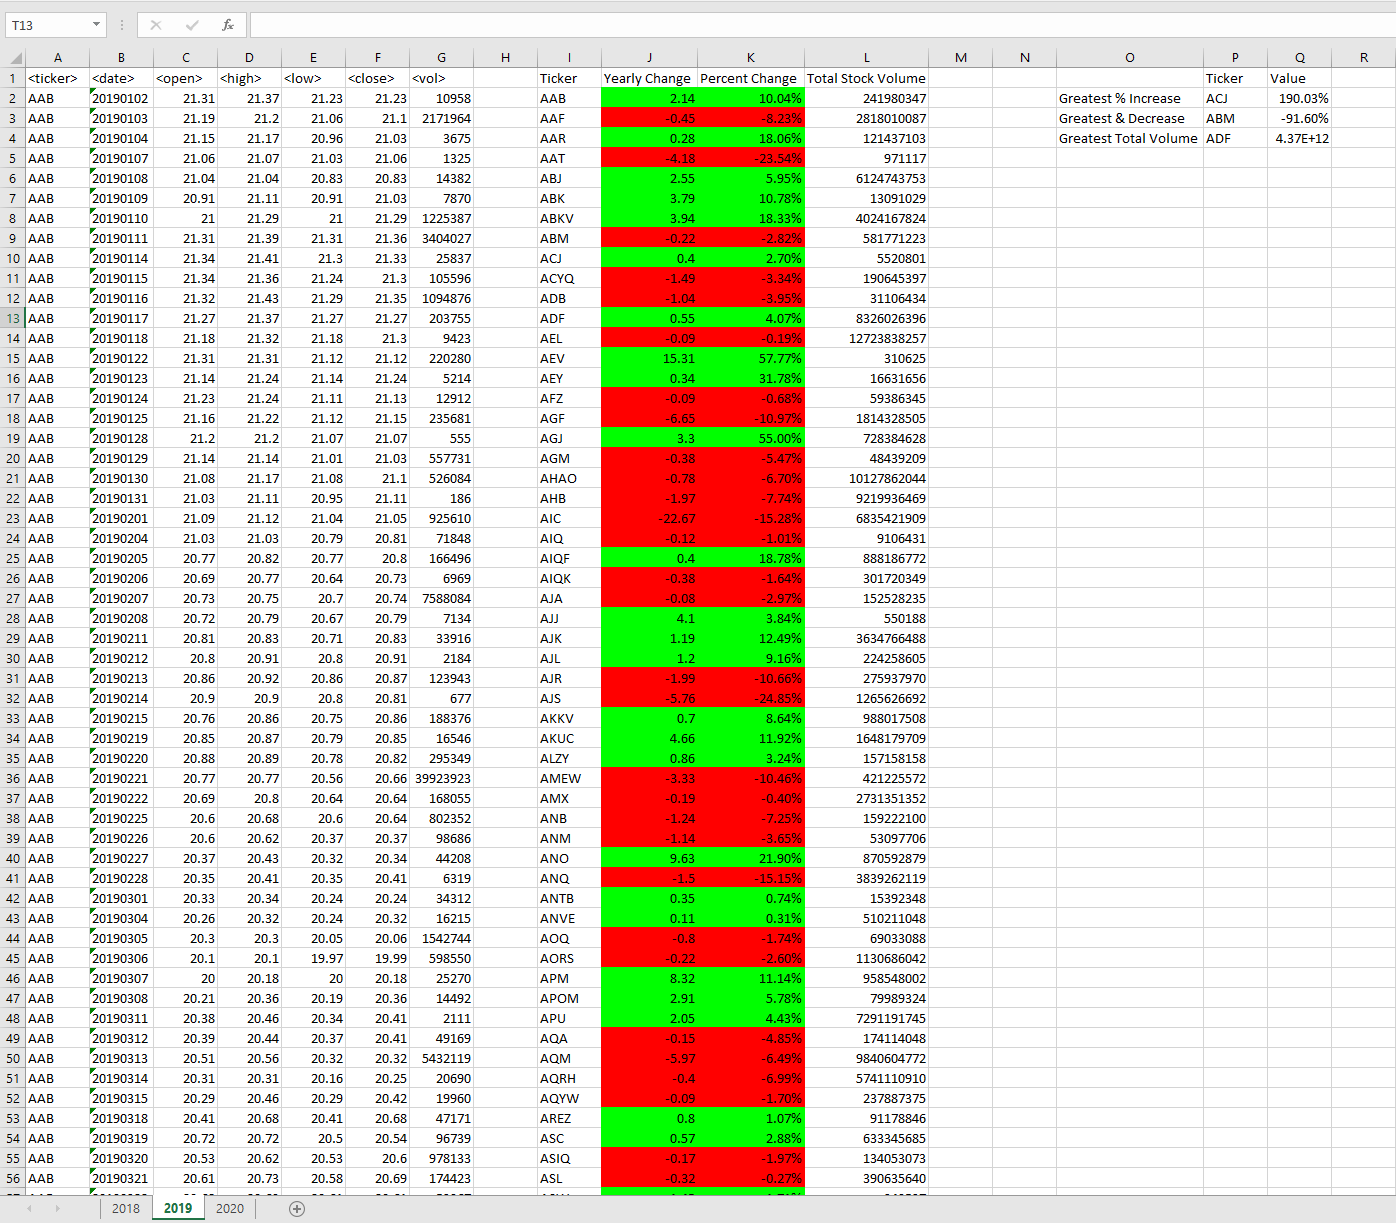 T13 fx
A B C D E F G H I J K L M N O P Q R
1 <ticker> <date> <open> <high> <low> <close> <vol> Ticker Yearly Change Percent Change Total Stock Volume Ticker Value
2 AAB 20190102 21.31 21.37 21.23 21.23 10958 AAB 2.14 10.04% 241980347 Greatest % Increase ACJ 190.03%
3 AAB 20190103 21.19 21.2 21.06 21.1 2171964 AAF -0.45 -8.23% 2818010087 Greatest & Decrease ABM -91.60%
4 AAB 20190104 21.15 21.17 20.96 21.03 3675 AAR 0.28 18.06% 121437103 Greatest Total Volume ADF 4.37E+12
5 AAB 20190107 21.06 21.07 21.03 21.06 1325 AAT -4.18 -23.54% 971117
6 AAB 20190108 21.04 21.04 20.83 20.83 14382 ABJ 2.55 5.95% 6124743753
7 AAB 20190109 20.91 21.11 20.91 21.03 7870 ABK 3.79 10.78% 13091029
8 AAB 20190110 21 21.29 21 21.29 1225387 ABKV 3.94 18.33% 4024167824
9 AAB 20190111 21.31 21.39 21.31 21.36 3404027 ABM -0.22 -2.82% 581771223
10 AAB 20190114 21.34 21.41 21.3 21.33 25837 ACJ 0.4 2.70% 5520801
11 AAB 20190115 21.34 21.36 21.24 21.3 105596 ACYQ -1.49 -3.34% 190645397
12 AAB 20190116 21.32 21.43 21.29 21.35 1094876 ADB -1.04 -3.95% 31106434
13 AAB 20190117 21.27 21.37 21.27 21.27 203755 ADF 0.55 4.07% 8326026396
14 AAB 20190118 21.18 21.32 21.18 21.3 9423 AEL -0.09 -0.19% 12723838257
15 AAB 20190122 21.31 21.31 21.12 21.12 220280 AEV 15.31 57.77% 310625
16 AAB 20190123 21.14 21.24 21.14 21.24 5214 AEY 0.34 31.78% 16631656
17 AAB 20190124 21.23 21.24 21.11 21.13 12912 AFZ -0.09 -0.68% 59386345
18 AAB 20190125 21.16 21.22 21.12 21.15 235681 AGF -6.65 -10.97% 1814328505
19 AAB 20190128 21.2 21.2 21.07 21.07 555 AGJ 3.3 55.00% 728384628
20 AAB 20190129 21.14 21.14 21.01 21.03 557731 AGM -0.38 -5.47% 48439209
21 AAB 20190130 21.08 21.17 21.08 21.1 526084 AHAO -0.78 -6.70% 10127862044
22 AAB 20190131 21.03 21.11 20.95 21.11 186 AHB -1.97 -7.74% 9219936469
23 AAB 20190201 21.09 21.12 21.04 21.05 925610 AIC -22.67 -15.28% 6835421909
24 AAB 20190204 21.03 21.03 20.79 20.81 71848 AIQ -0.12 -1.01% 9106431
25 AAB 20190205 20.77 20.82 20.77 20.8 166496 AIQF 0.4 18.78% 888186772
26 AAB 20190206 20.69 20.77 20.64 20.73 6969 AIQK -0.38 -1.64% 301720349
27 AAB 20190207 20.73 20.75 20.7 20.74 7588084 AJA -0.08 -2.97% 152528235
28 AAB 20190208 20.72 20.79 20.67 20.79 7134 AJJ 4.1 3.84% 550188
29 AAB 20190211 20.81 20.83 20.71 20.83 33916 AJK 1.19 12.49% 3634766488
30 AAB 20190212 20.8 20.91 20.8 20.91 2184 AJL 1.2 9.16% 224258605
31 AAB 20190213 20.86 20.92 20.86 20.87 123943 AJR -1.99 -10.66% 275937970
32 AAB 20190214 20.9 20.9 20.8 20.81 677 AJS -5.76 -24.85% 1265626692
33 AAB 20190215 20.76 20.86 20.75 20.86 188376 AKKV 0.7 8.64% 988017508
34 AAB 20190219 20.85 20.87 20.79 20.85 16546 AKUC 4.66 11.92% 1648179709
35 AAB 20190220 20.88 20.89 20.78 20.82 295349 ALZY 0.86 3.24% 157158158
36 AAB 20190221 20.77 20.77 20.56 20.66 39923923 AMEW -3.33 -10.46% 421225572
37 AAB 20190222 20.69 20.8 20.64 20.64 168055 AMX -0.19 -0.40% 2731351352
38 AAB 20190225 20.6 20.68 20.6 20.64 802352 ANB -1.24 -7.25% 159222100
39 AAB 20190226 20.6 20.62 20.37 20.37 98686 ANM -1.14 -3.65% 53097706
40 AAB 20190227 20.37 20.43 20.32 20.34 44208 ANO 9.63 21.90% 870592879
41 AAB 20190228 20.35 20.41 20.35 20.41 6319 ANQ -1.5 -15.15% 3839262119
42 AAB 20190301 20.33 20.34 20.24 20.24 34312 ANTB 0.35 0.74% 15392348
43 AAB 20190304 20.26 20.32 20.24 20.32 16215 ANVE 0.11 0.31% 510211048
44 AAB 20190305 20.3 20.3 20.05 20.06 1542744 AOQ -0.8 -1.74% 69033088
45 AAB 20190306 20.1 20.1 19.97 19.99 598550 AORS -0.22 -2.60% 1130686042
46 AAB 20190307 20 20.18 20 20.18 25270 APM 8.32 11.14% 958548002
47 AAB 20190308 20.21 20.36 20.19 20.36 14492 APOM 2.91 5.78% 79989324
48 AAB 20190311 20.38 20.46 20.34 20.41 2111 APU 2.05 4.43% 7291191745
49 AAB 20190312 20.39 20.44 20.37 20.41 49169 AQA -0.15 -4.85% 174114048
50 AAB 20190313 20.51 20.56 20.32 20.32 5432119 AQM -5.97 -6.49% 9840604772
51 AAB 20190314 20.31 20.31 20.16 20.25 20690 AQRH -0.4 -6.99% 5741110910
52 AAB 20190315 20.29 20.46 20.29 20.42 19960 AQYW -0.09 -1.70% 237887375
53 AAB 20190318 20.41 20.68 20.41 20.68 47171 AREZ 0.8 1.07% 91178846
54 AAB 20190319 20.72 20.72 20.5 20.54 96739 ASC 0.57 2.88% 633345685
55 AAB 20190320 20.53 20.62 20.53 20.6 978133 ASIQ -0.17 -1.97% 134053073
56 AAB 20190321 20.61 20.73 20.58 20.69 174423 ASL -0.32 -0.27% 390635640
2018 2019 2020